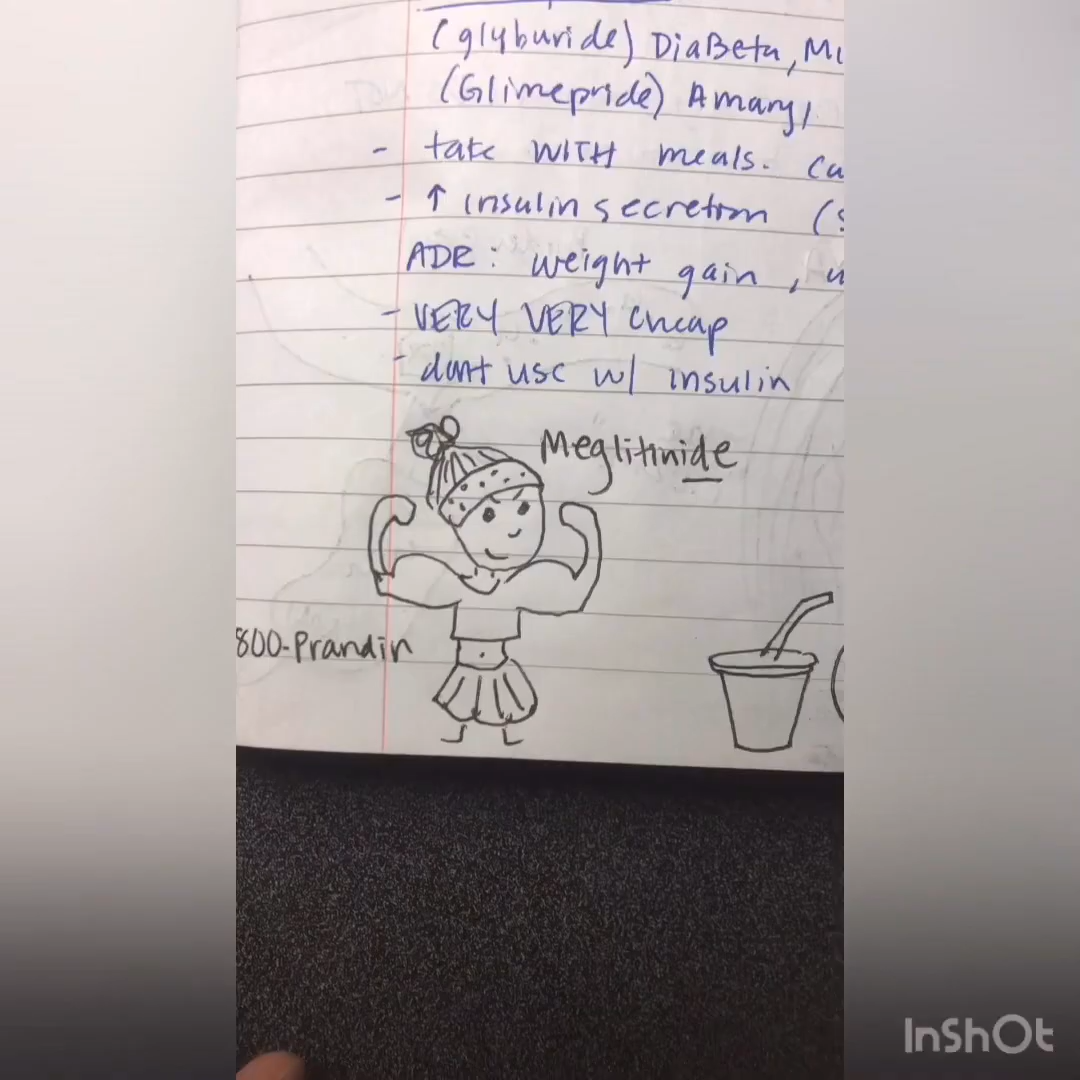 (glyburide) DiaBeta,
(Glimepride) Amaryl
- take WITH meals.
- ↑ insulin secretion
ADR: weight gain,
- VERY VERY cheap
- dont use w/ insulin
Meglitinide
800-Prandin
InShOt